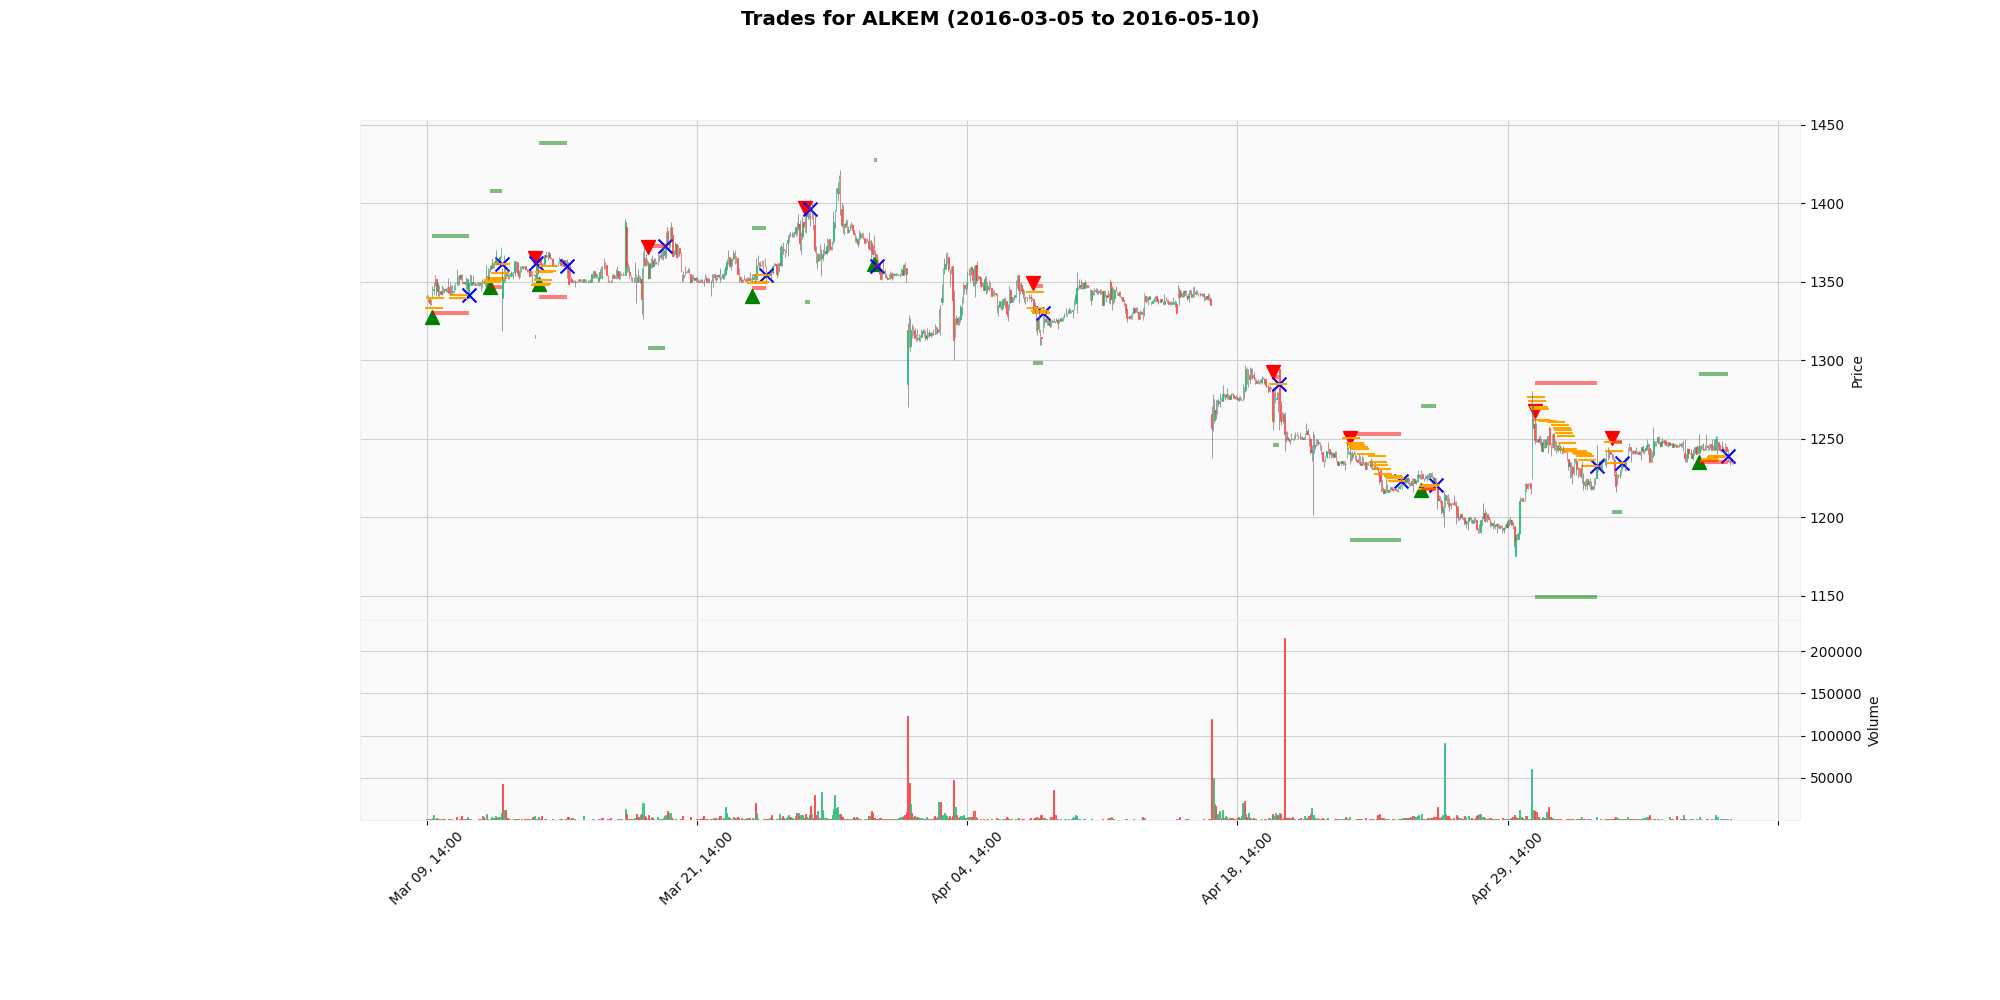 Trades for ALKEM (2016-03-05 to 2016-05-10)
1450
1400
1350
1300
1250
1200
1150
Price
200000
150000
100000
50000
Volume
Mar 09, 14:00
Mar 21, 14:00
Apr 04, 14:00
Apr 18, 14:00
Apr 29, 14:00